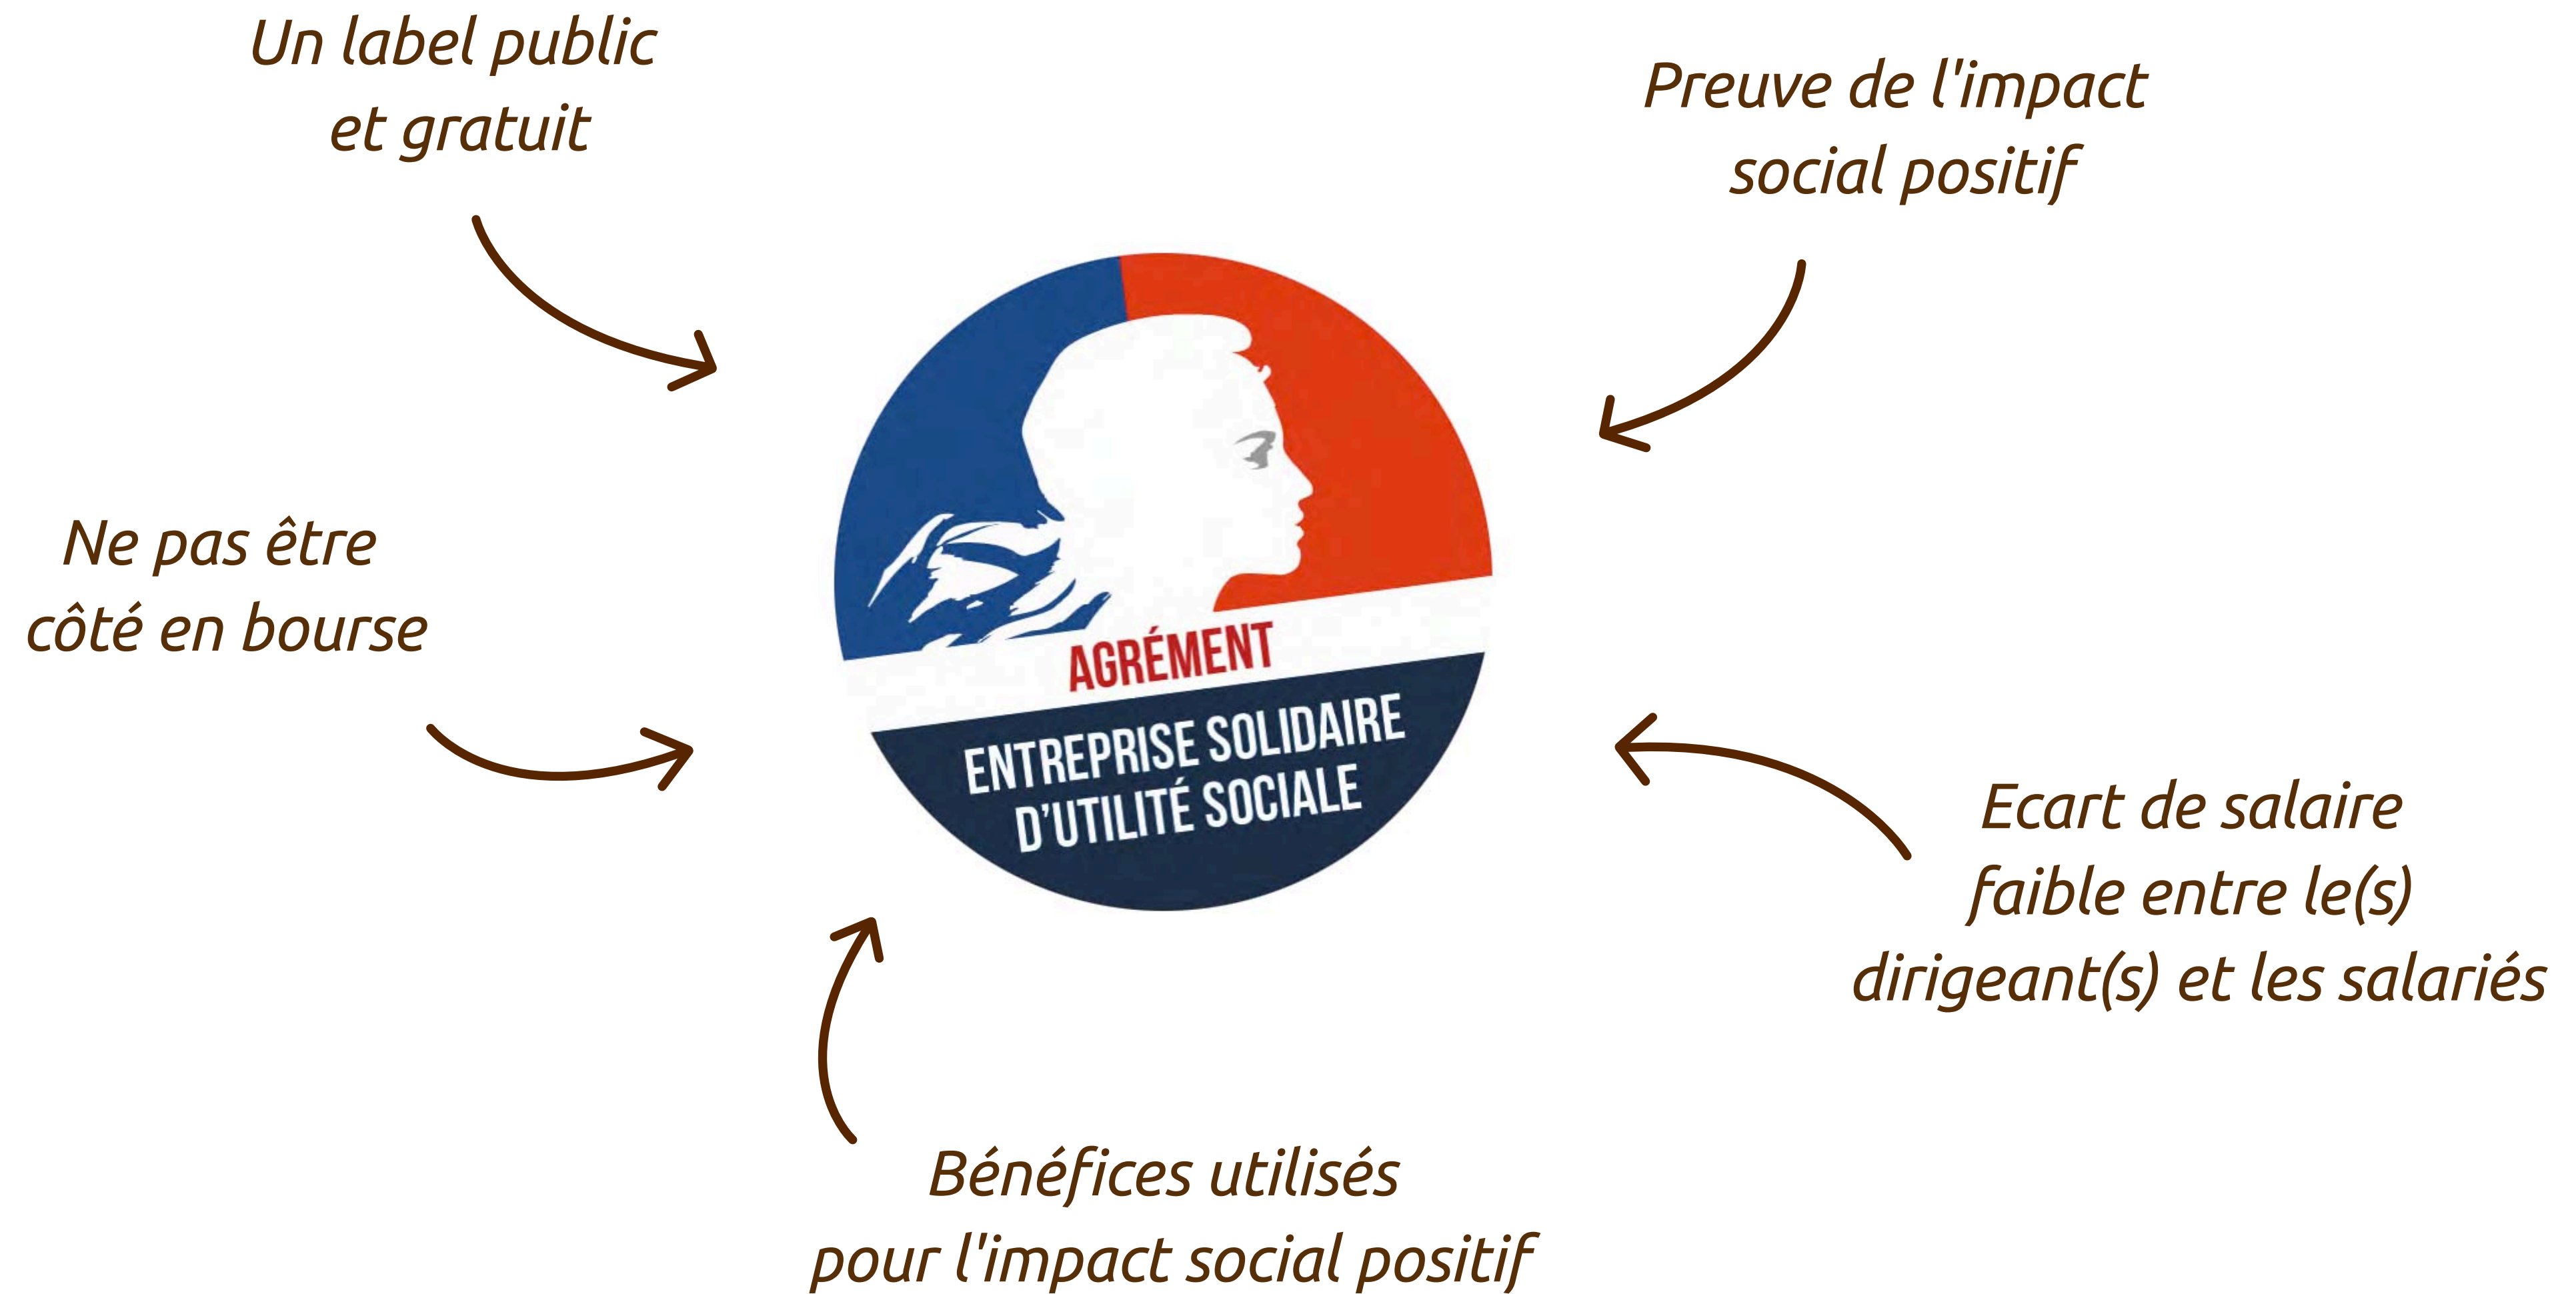 Un label public
et gratuit
Preuve de l'impact
social positif
Ne pas être
côté en bourse
AGRÉMENT
ENTREPRISE SOLIDAIRE
D'UTILITÉ SOCIALE
Ecart de salaire
faible entre le(s)
dirigeant(s) et les salariés
Bénéfices utilisés
pour l'impact social positif